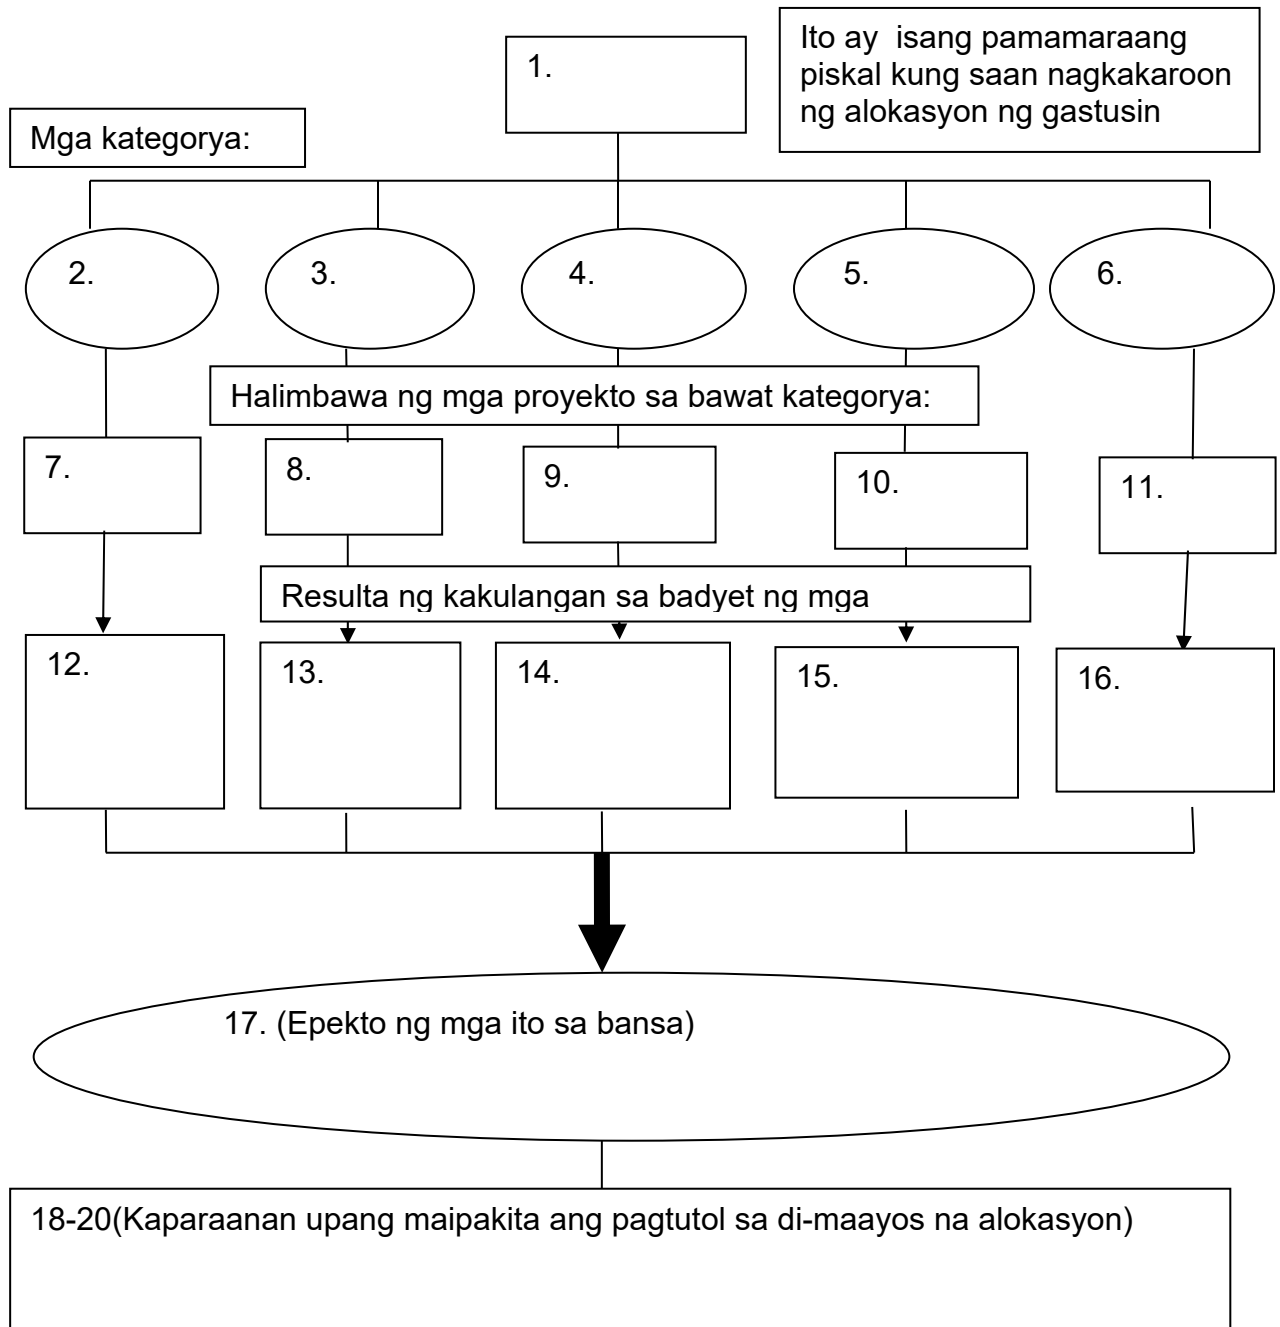 1.
Ito ay isang pamamaraang
piskal kung saan nagkakaroon
ng alokasyon ng gastusin
Mga kategorya:
2.
3.
4.
5.
6.
Halimbawa ng mga proyekto sa bawat kategorya:
7.
8.
9.
10.
11.
Resulta ng kakulangan sa badyet ng mga
12.
13.
14.
15.
16.
17. (Epekto ng mga ito sa bansa)
18-20(Kaparaanan upang maipakita ang pagtutol sa di-maayos na alokasyon)